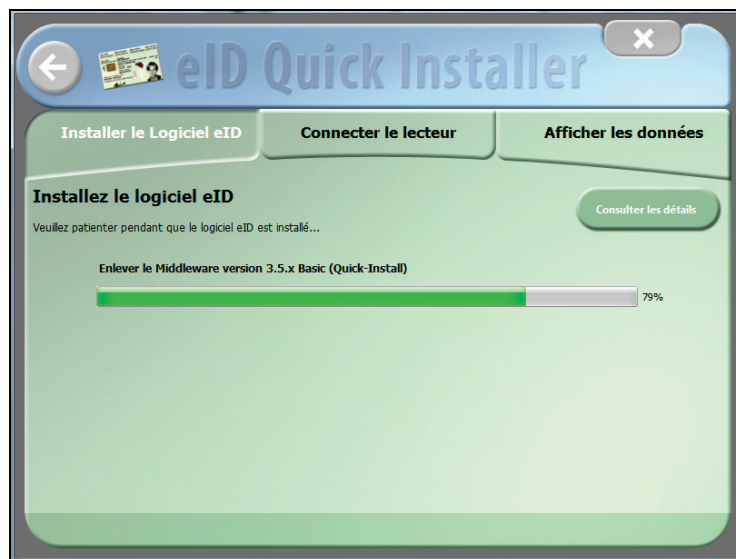 eID Quick Installer
Installer le Logiciel eID
Connecter le lecteur
Afficher les données
Installez le logiciel eID
Consulter les détails
Veuillez patienter pendant que le logiciel eID est installé...
Enlever le Middleware version 3.5.x Basic (Quick-Install)
79%